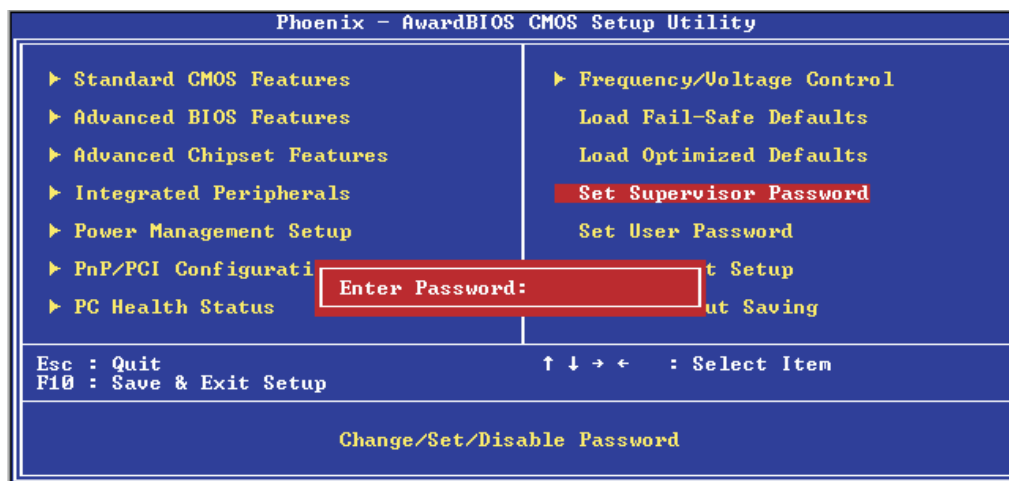 Phoenix - AwardBIOS CMOS Setup Utility
▶ Standard CMOS Features
▶ Advanced BIOS Features
▶ Advanced Chipset Features
▶ Integrated Peripherals
▶ Power Management Setup
▶ PnP/PCI Configurati
▶ PC Health Status
▶ Frequency/Voltage Control
Load Fail-Safe Defaults
Load Optimized Defaults
Set Supervisor Password
Set User Password
t Setup
ut Saving
Enter Password:
Esc : Quit
F10 : Save & Exit Setup
↑ ↓ → ← : Select Item
Change/Set/Disable Password